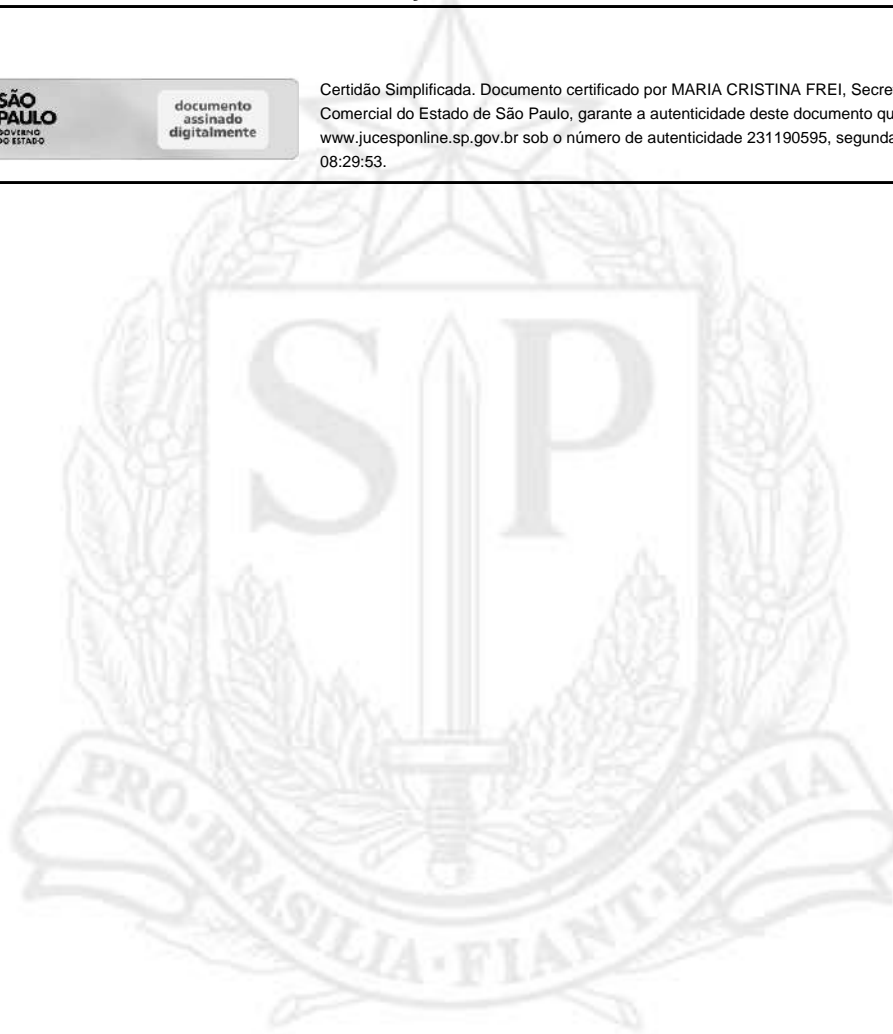 SÃO
PAULO
GOVERNO
DO ESTADO
documento
assinado
digitalmente
Certidão Simplificada. Documento certificado por MARIA CRISTINA FREI, Secre
Comercial do Estado de São Paulo, garante a autenticidade deste documento qu
www.jucesponline.sp.gov.br sob o número de autenticidade 231190595, segunda
08:29:53.
S P
PRO·BRASILIA·FIANT·EXIMIA